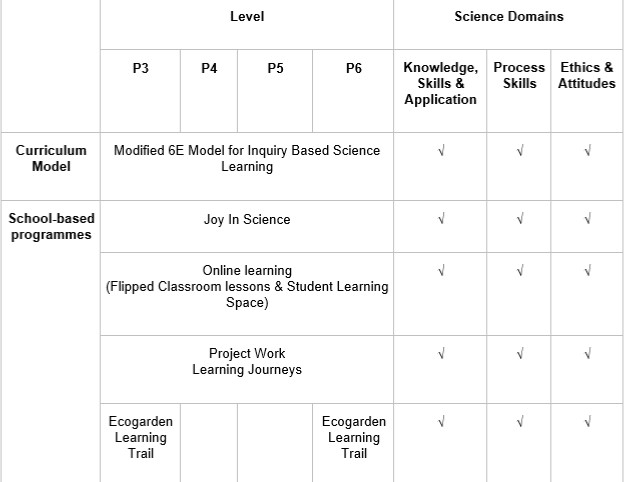 Level Science Domains
P3 P4 P5 P6 Knowledge, Process Ethics &
Skills & Skills Attitudes
Application
Curriculum Modified 6E Model for Inquiry Based Science √ √ √
Model Learning
School-based Joy In Science √ √ √
programmes
Online learning √ √ √
(Flipped Classroom lessons & Student Learning
Space)
Project Work √ √ √
Learning Journeys
Ecogarden Ecogarden √ √ √
Learning Learning
Trail Trail